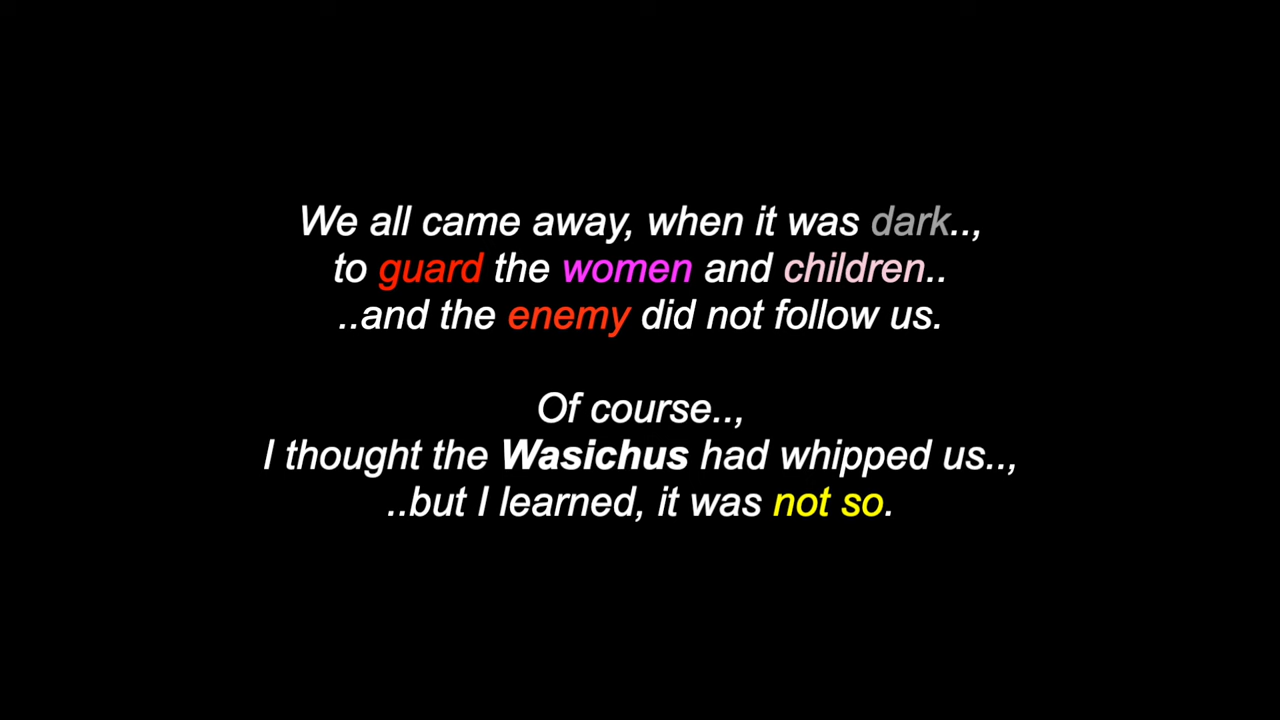 We all came away, when it was dark..,
to guard the women and children..
..and the enemy did not follow us.
Of course..,
I thought the Wasichus had whipped us..,
..but I learned, it was not so.